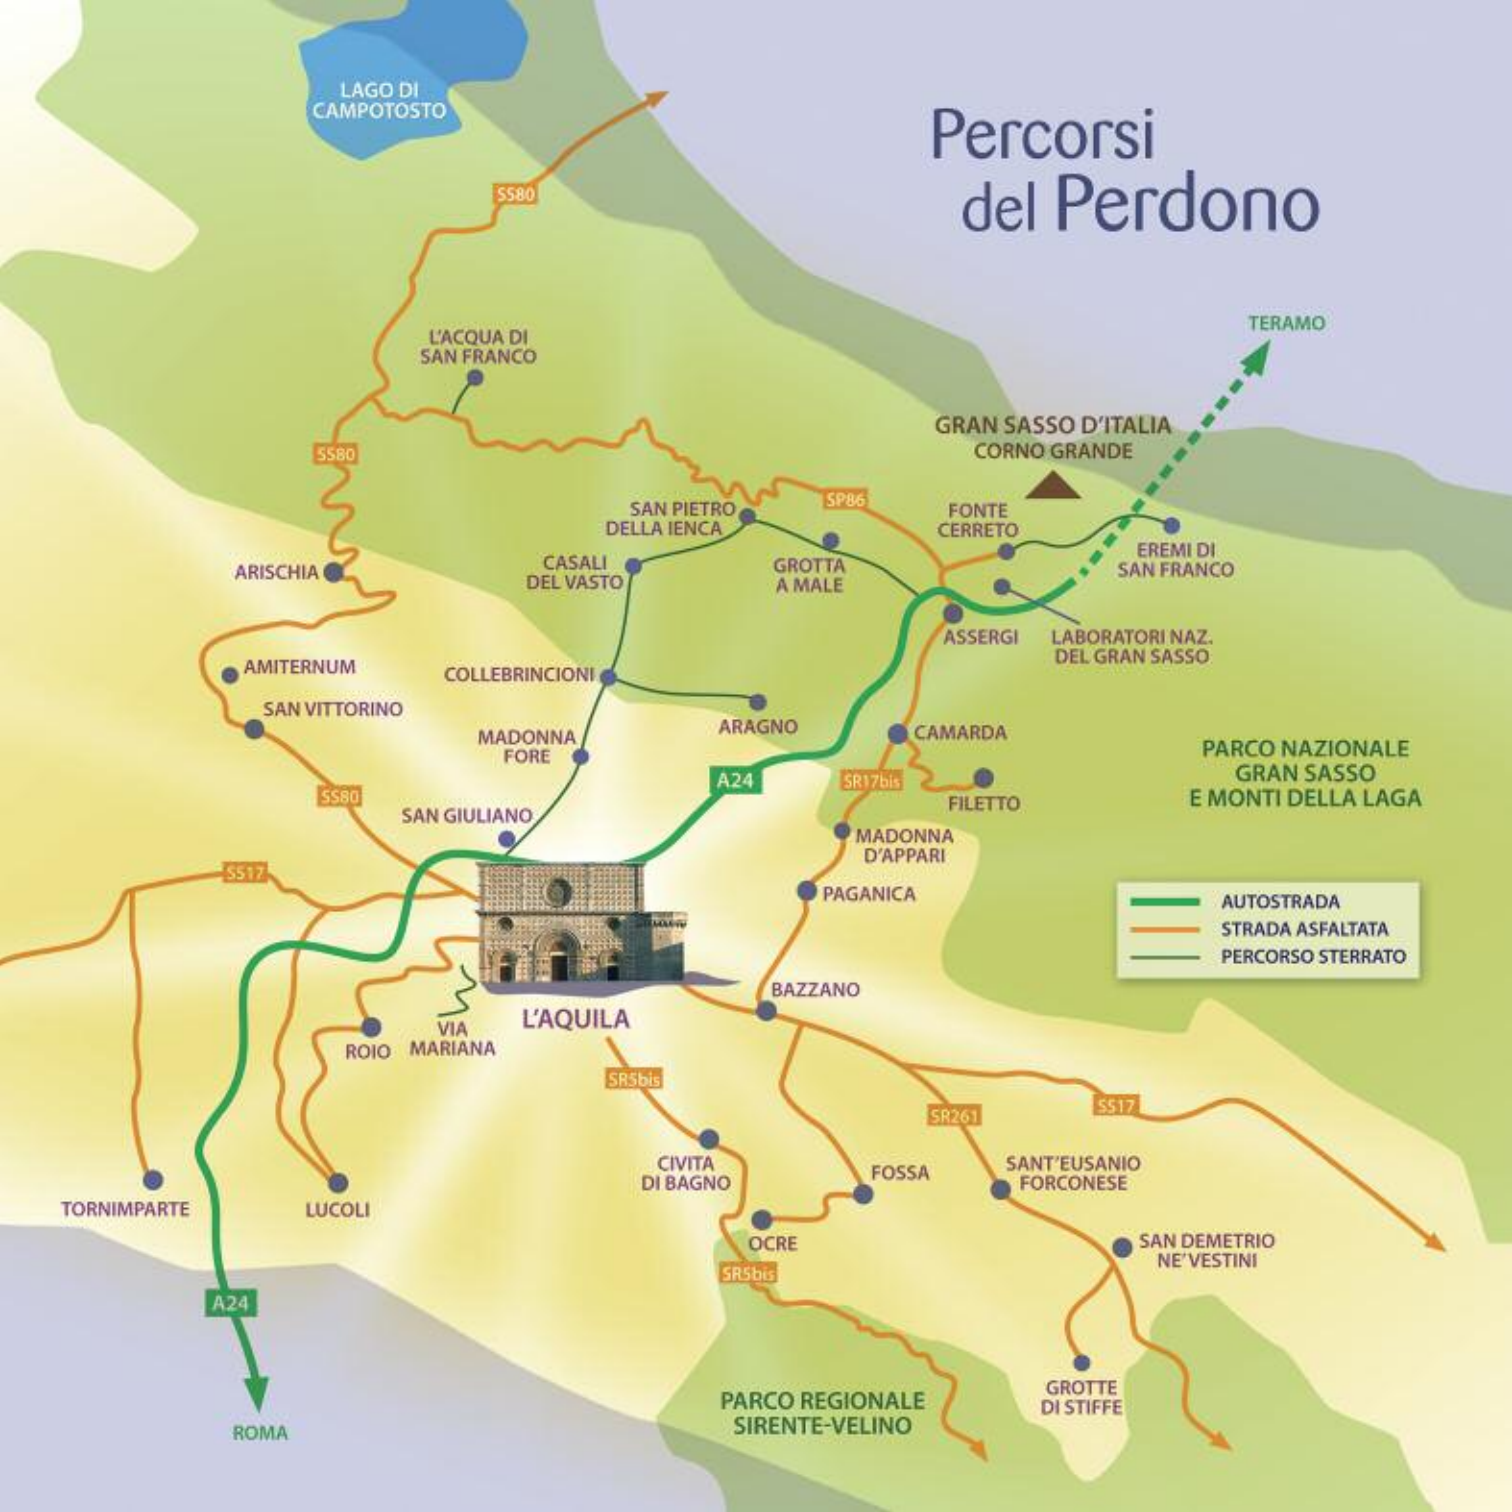 LAGO DI
CAMPOTOSTO
Percorsi
del Perdono
SS80
TERAMO
L'ACQUA DI
SAN FRANCO
GRAN SASSO D'ITALIA
CORNO GRANDE
SS80
SP86
SAN PIETRO
DELLA IENCA
FONTE
CERRETO
EREMI DI
SAN FRANCO
CASALI
DEL VASTO
GROTTA
A MALE
ARISCHIA
ASSERGI
LABORATORI NAZ.
DEL GRAN SASSO
AMITERNUM
COLLEBRINCIONI
SAN VITTORINO
ARAGNO
CAMARDA
MADONNA
FORE
PARCO NAZIONALE
GRAN SASSO
E MONTI DELLA LAGA
A24
SR17bis
SS80
FILETTO
SAN GIULIANO
MADONNA
D'APPARI
SS17
PAGANICA
AUTOSTRADA
STRADA ASFALTATA
PERCORSO STERRATO
BAZZANO
L'AQUILA
ROIO
VIA
MARIANA
SR5bis
SR261
SS17
CIVITA
DI BAGNO
FOSSA
SANT'EUSANIO
FORCONESE
TORNIMPARTE
LUCOLI
OCRE
SAN DEMETRIO
NE'VESTINI
SR5bis
A24
GROTTE
DI STIFFE
PARCO REGIONALE
SIRENTE-VELINO
ROMA